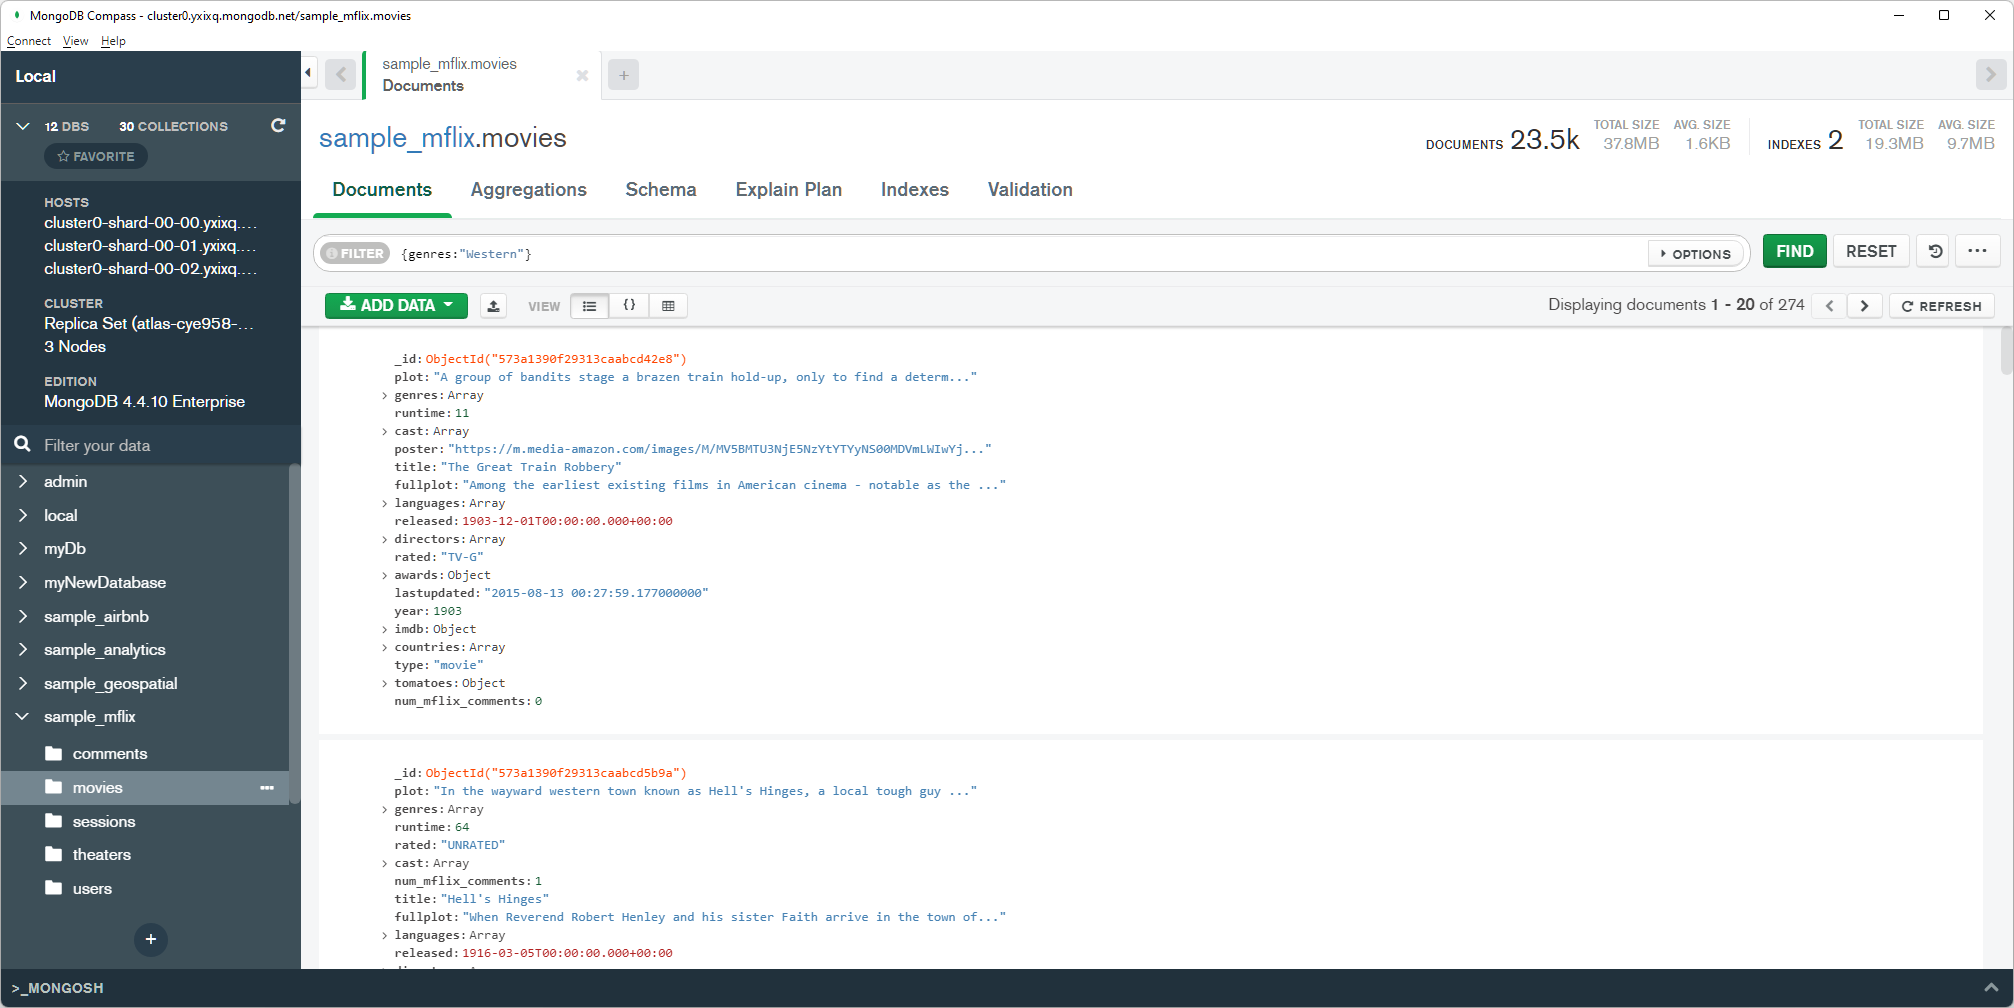 MongoDB Compass - cluster0.yxixq.mongodb.net/sample_mflix.movies
Connect View Help
Local
12 DBS 30 COLLECTIONS
FAVORITE
HOSTS
cluster0-shard-00-00.yxixq....
cluster0-shard-00-01.yxixq....
cluster0-shard-00-02.yxixq....
CLUSTER
Replica Set (atlas-cye958-...
3 Nodes
EDITION
MongoDB 4.4.10 Enterprise
Filter your data
admin
local
myDb
myNewDatabase
sample_airbnb
sample_analytics
sample_geospatial
sample_mflix
comments
movies
sessions
theaters
users
sample_mflix.movies
Documents
sample_mflix.movies
DOCUMENTS 23.5k TOTAL SIZE 37.8MB AVG. SIZE 1.6KB INDEXES 2 TOTAL SIZE 19.3MB AVG. SIZE 9.7MB
Documents Aggregations Schema Explain Plan Indexes Validation
FILTER {genres:"Western"} OPTIONS FIND RESET
ADD DATA VIEW {} Displaying documents 1 - 20 of 274 REFRESH
_id: ObjectId("573a1390f29313caabcd42e8")
plot: "A group of bandits stage a brazen train hold-up, only to find a determ..."
genres: Array
runtime: 11
cast: Array
poster: "https://m.media-amazon.com/images/M/MV5BMTU3NjE5NzYtYTYyNS00MDVmLWIwYj..."
title: "The Great Train Robbery"
fullplot: "Among the earliest existing films in American cinema - notable as the ..."
languages: Array
released: 1903-12-01T00:00:00.000+00:00
directors: Array
rated: "TV-G"
awards: Object
lastupdated: "2015-08-13 00:27:59.177000000"
year: 1903
imdb: Object
countries: Array
type: "movie"
tomatoes: Object
num_mflix_comments: 0
_id: ObjectId("573a1390f29313caabcd5b9a")
plot: "In the wayward western town known as Hell's Hinges, a local tough guy ..."
genres: Array
runtime: 64
rated: "UNRATED"
cast: Array
num_mflix_comments: 1
title: "Hell's Hinges"
fullplot: "When Reverend Robert Henley and his sister Faith arrive in the town of..."
languages: Array
released: 1916-03-05T00:00:00.000+00:00
>_MONGOSH